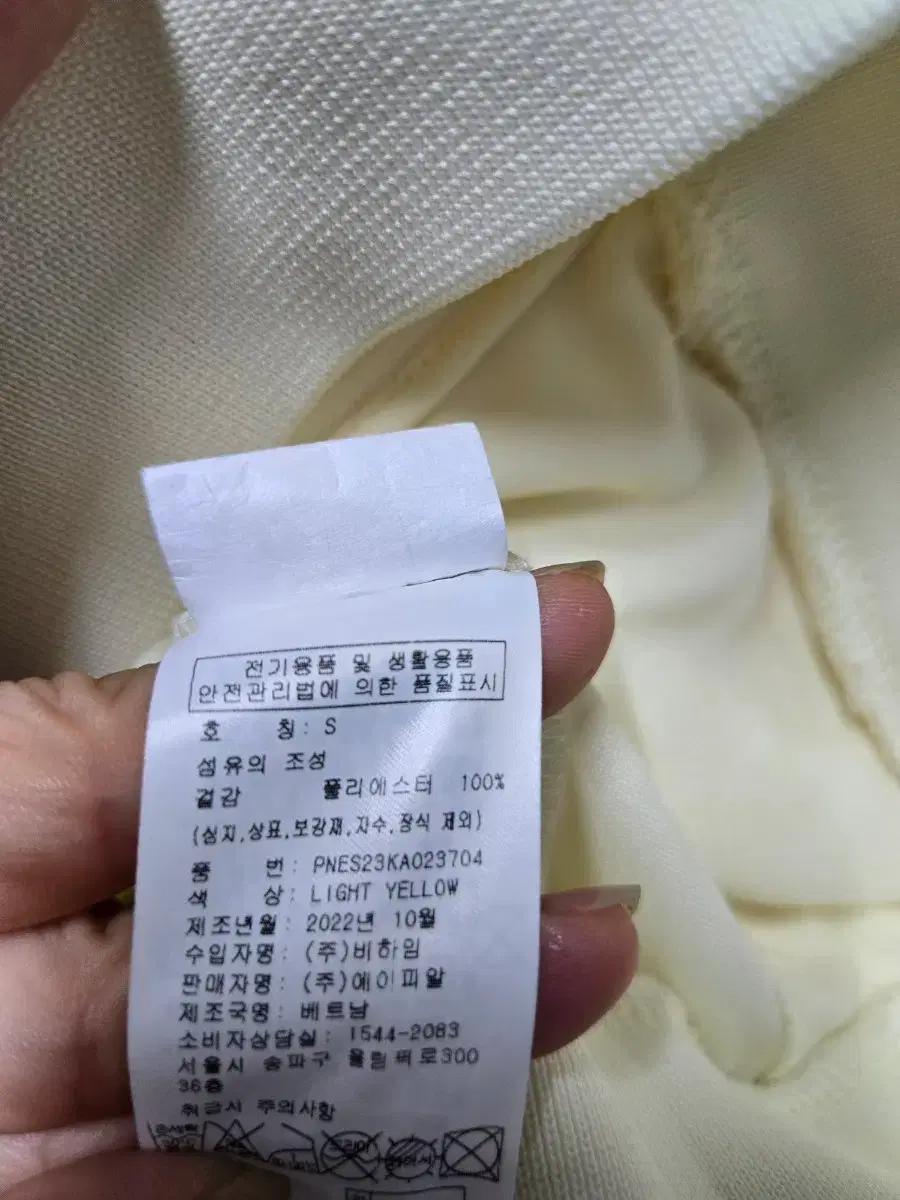 전기용품 및 생활용품
안전관리법에 의한 품질표시
호 칭: S
섬유의 조성
겉감 폴리에스터 100%
(심지,상표,보강재,자수,장식 제외)
품 번: PNES23KA023704
색 상: LIGHT YELLOW
제조년월: 2022년 10월
수입자명: (주)비하임
판매자명: (주)에이피알
제조국명: 베트남
소비자상담실: 1544-2083
서울시 송파구 올림픽로300
36층
취급시 주의사항
손세탁
드라이